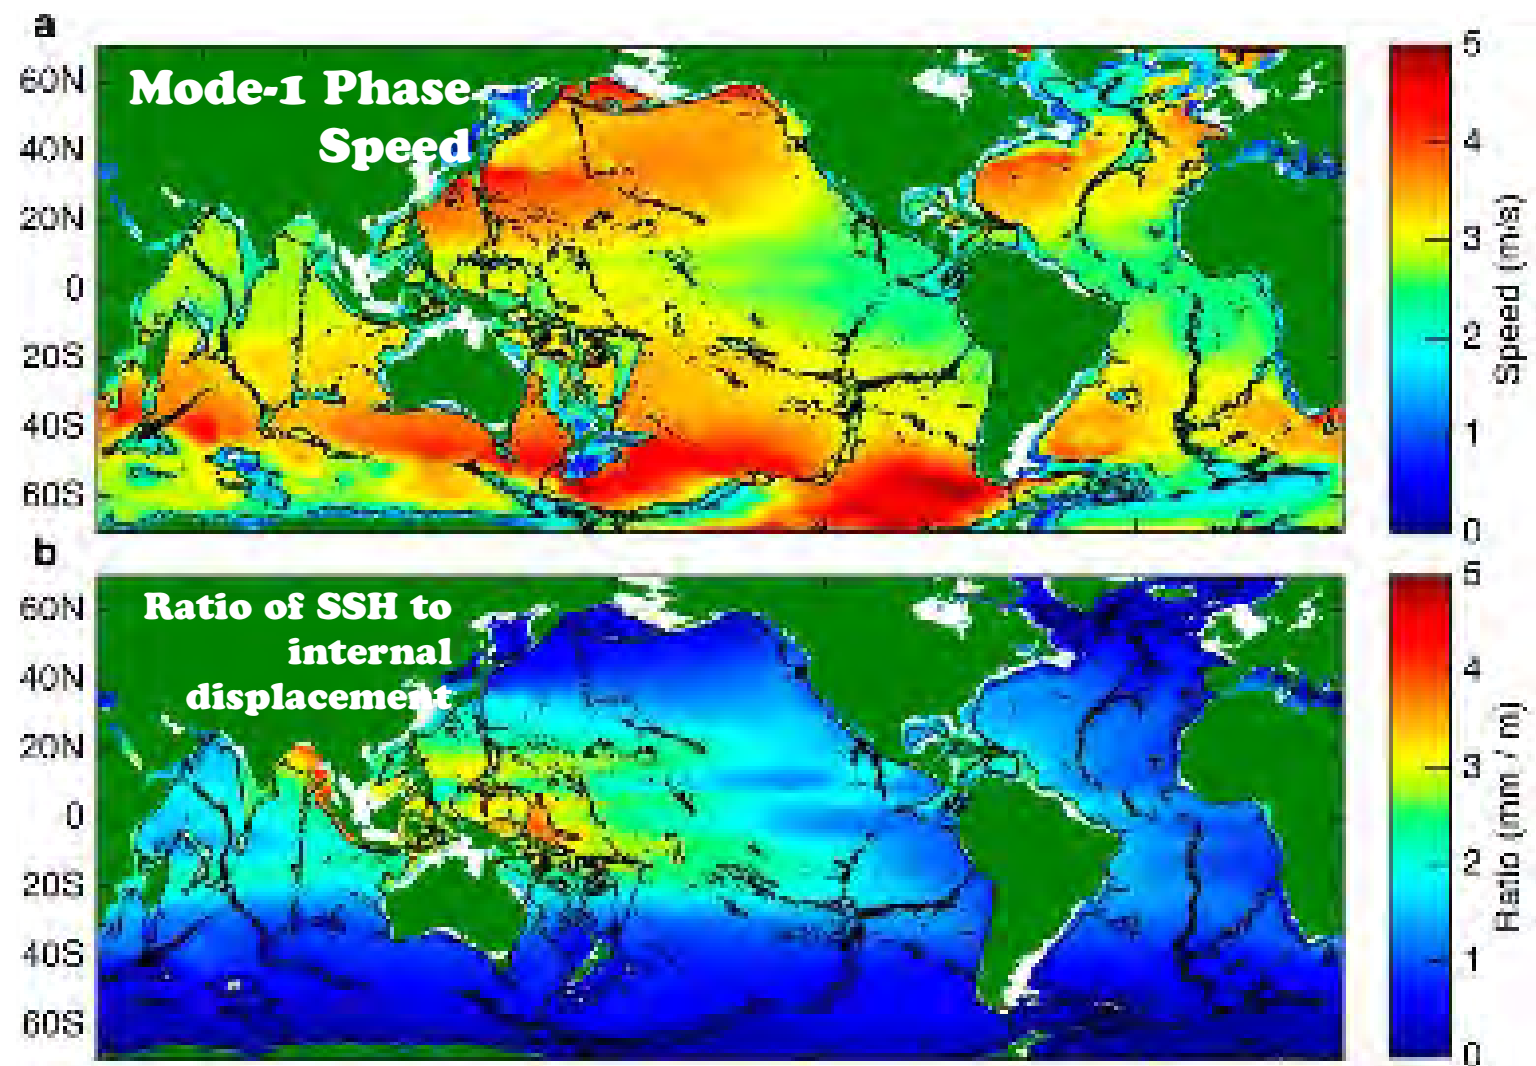 a
Mode-1 Phase
Speed
60N
40N
20N
0
20S
40S
60S
5
4
3
2
1
0
Speed (m/s)
b
Ratio of SSH to
internal
displacement
60N
40N
20N
0
20S
40S
60S
5
4
3
2
1
0
Ratio (mm / m)